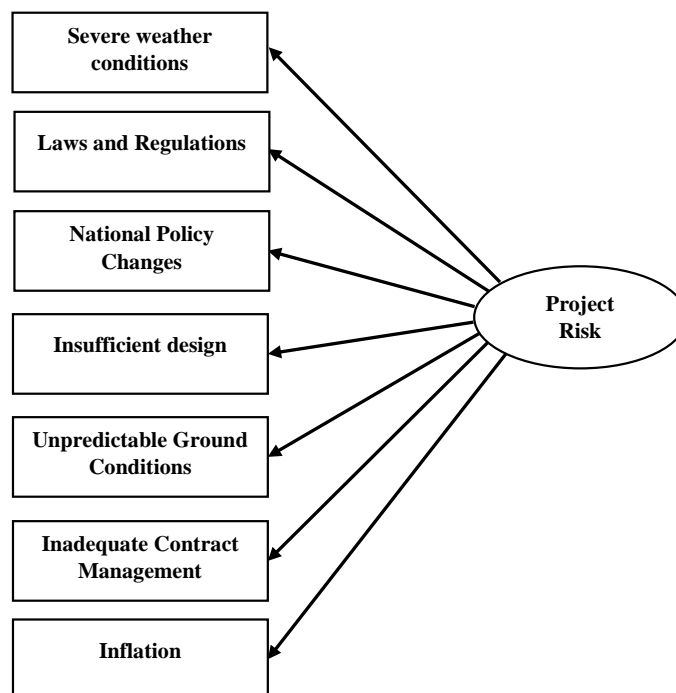 Severe weather
conditions
Laws and Regulations
National Policy
Changes
Insufficient design
Unpredictable Ground
Conditions
Inadequate Contract
Management
Inflation
Project
Risk